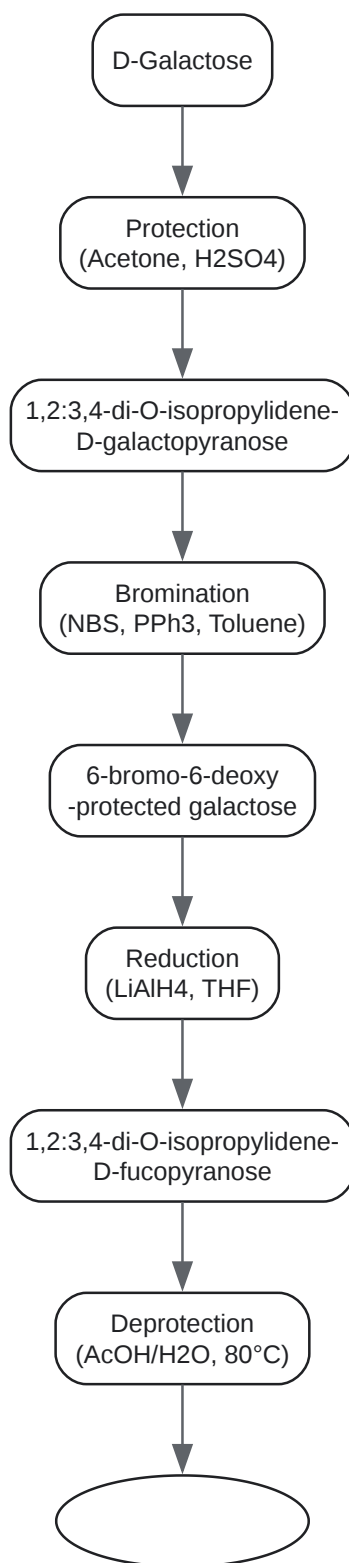 D-Galactose
Protection
(Acetone, H2SO4)
1,2:3,4-di-O-isopropylidene-
D-galactopyranose
Bromination
(NBS, PPh3, Toluene)
6-bromo-6-deoxy
-protected galactose
Reduction
(LiAlH4, THF)
1,2:3,4-di-O-isopropylidene-
D-fucopyranose
Deprotection
(AcOH/H2O, 80°C)